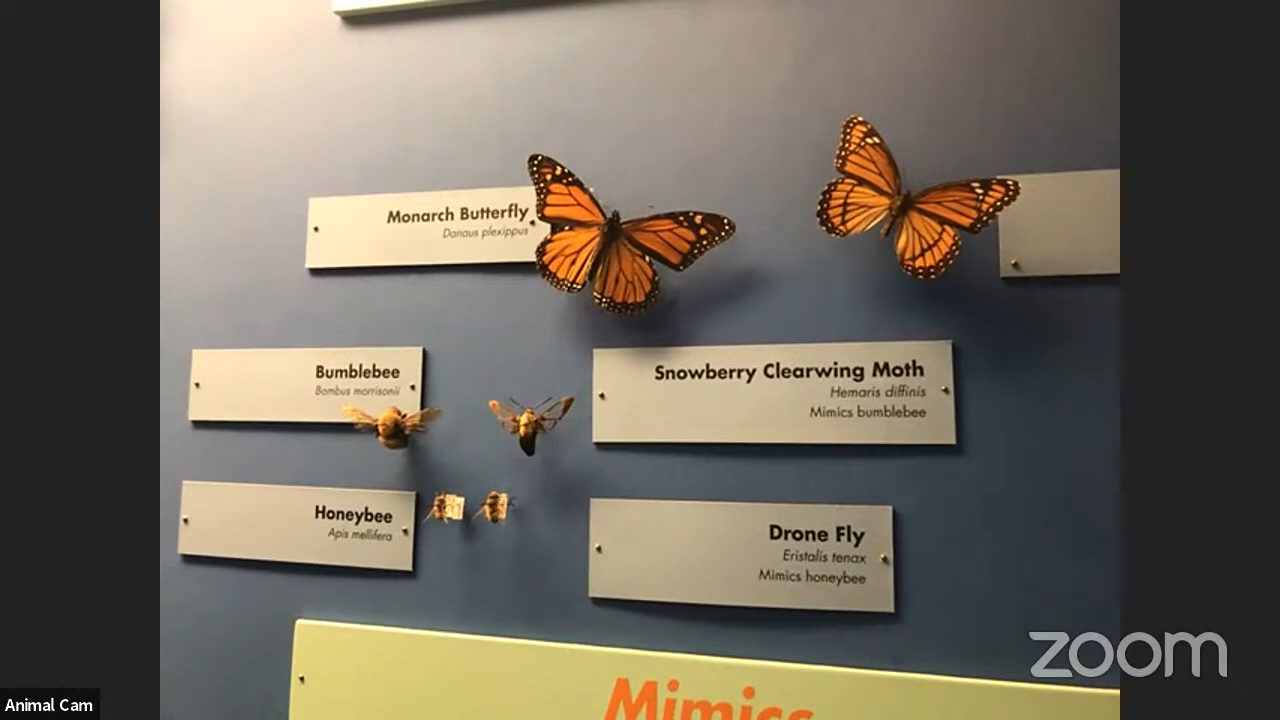 Monarch Butterfly
Danaus plexippus
Bumblebee
Bombus morrisonii
Snowberry Clearwing Moth
Hemaris diffinis
Mimics bumblebee
Honeybee
Apis mellifera
Drone Fly
Eristalis tenax
Mimics honeybee
Mimics
zoom
Animal Cam